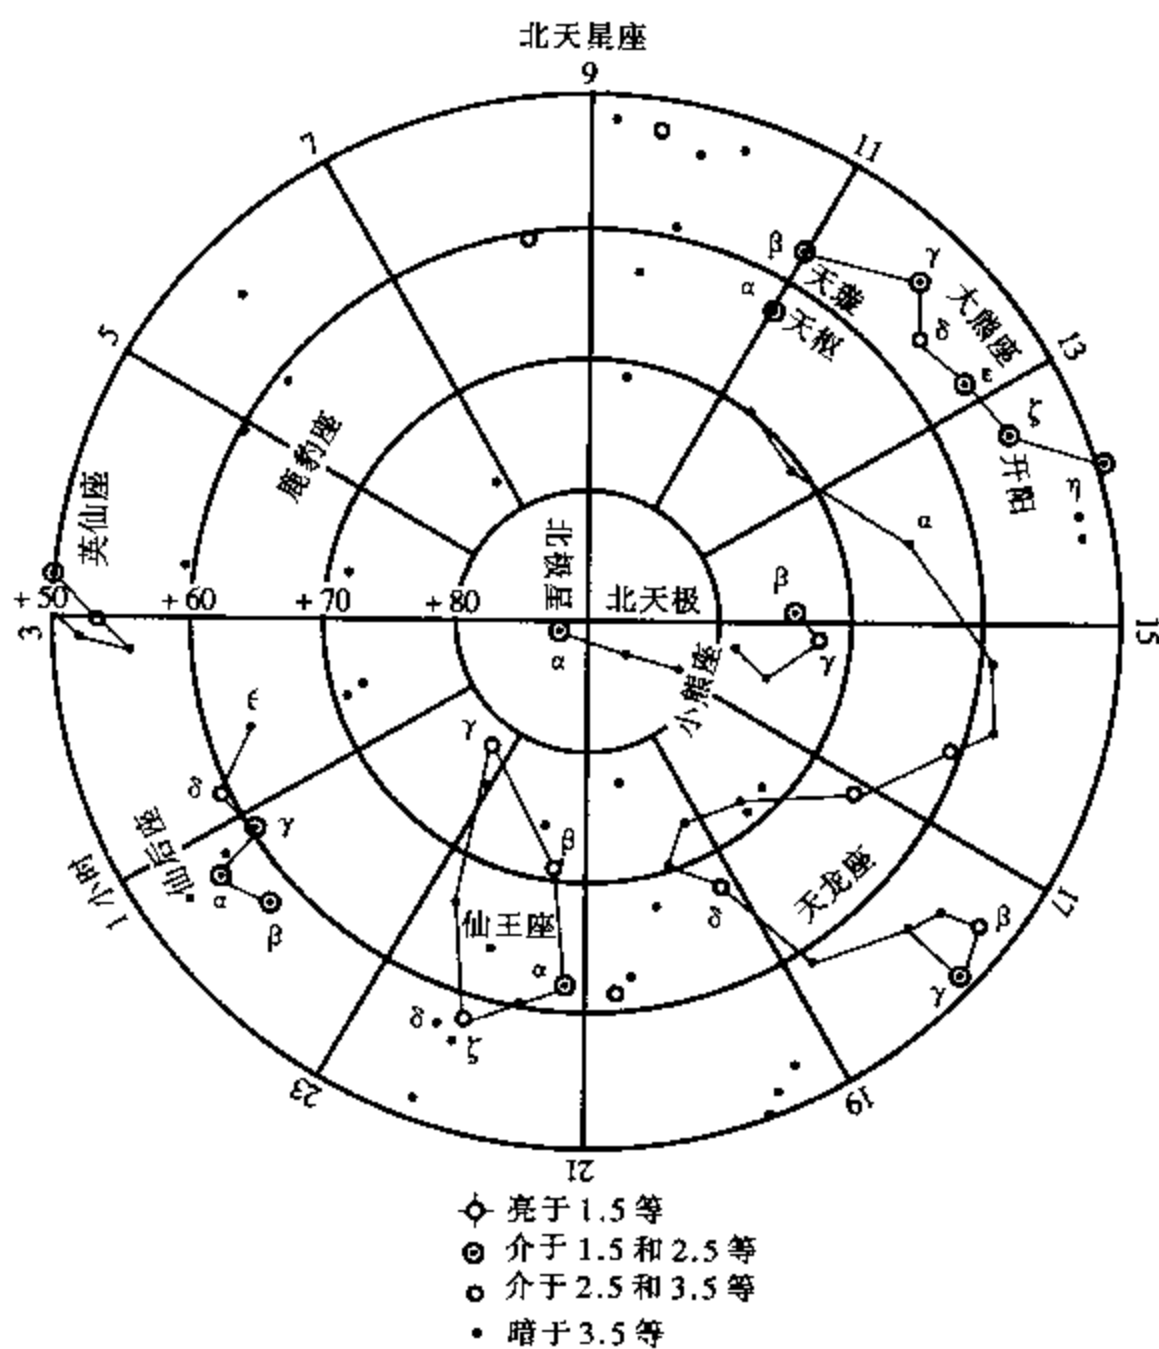 北天星座
9
7
11
β
γ
天璇
大熊座
α
天枢
δ
13
5
ε
ζ
鹿豹座
开阳
η
英仙座
α
β
北天极
+50
+60
+70
+80
3
15
α
γ
小熊座
ε
γ
δ
γ
仙后座
β
天龙座
1小时
α
仙王座
δ
17
β
β
α
γ
δ
ζ
23
19
21
亮于1.5等
介于1.5和2.5等
介于2.5和3.5等
暗于3.5等